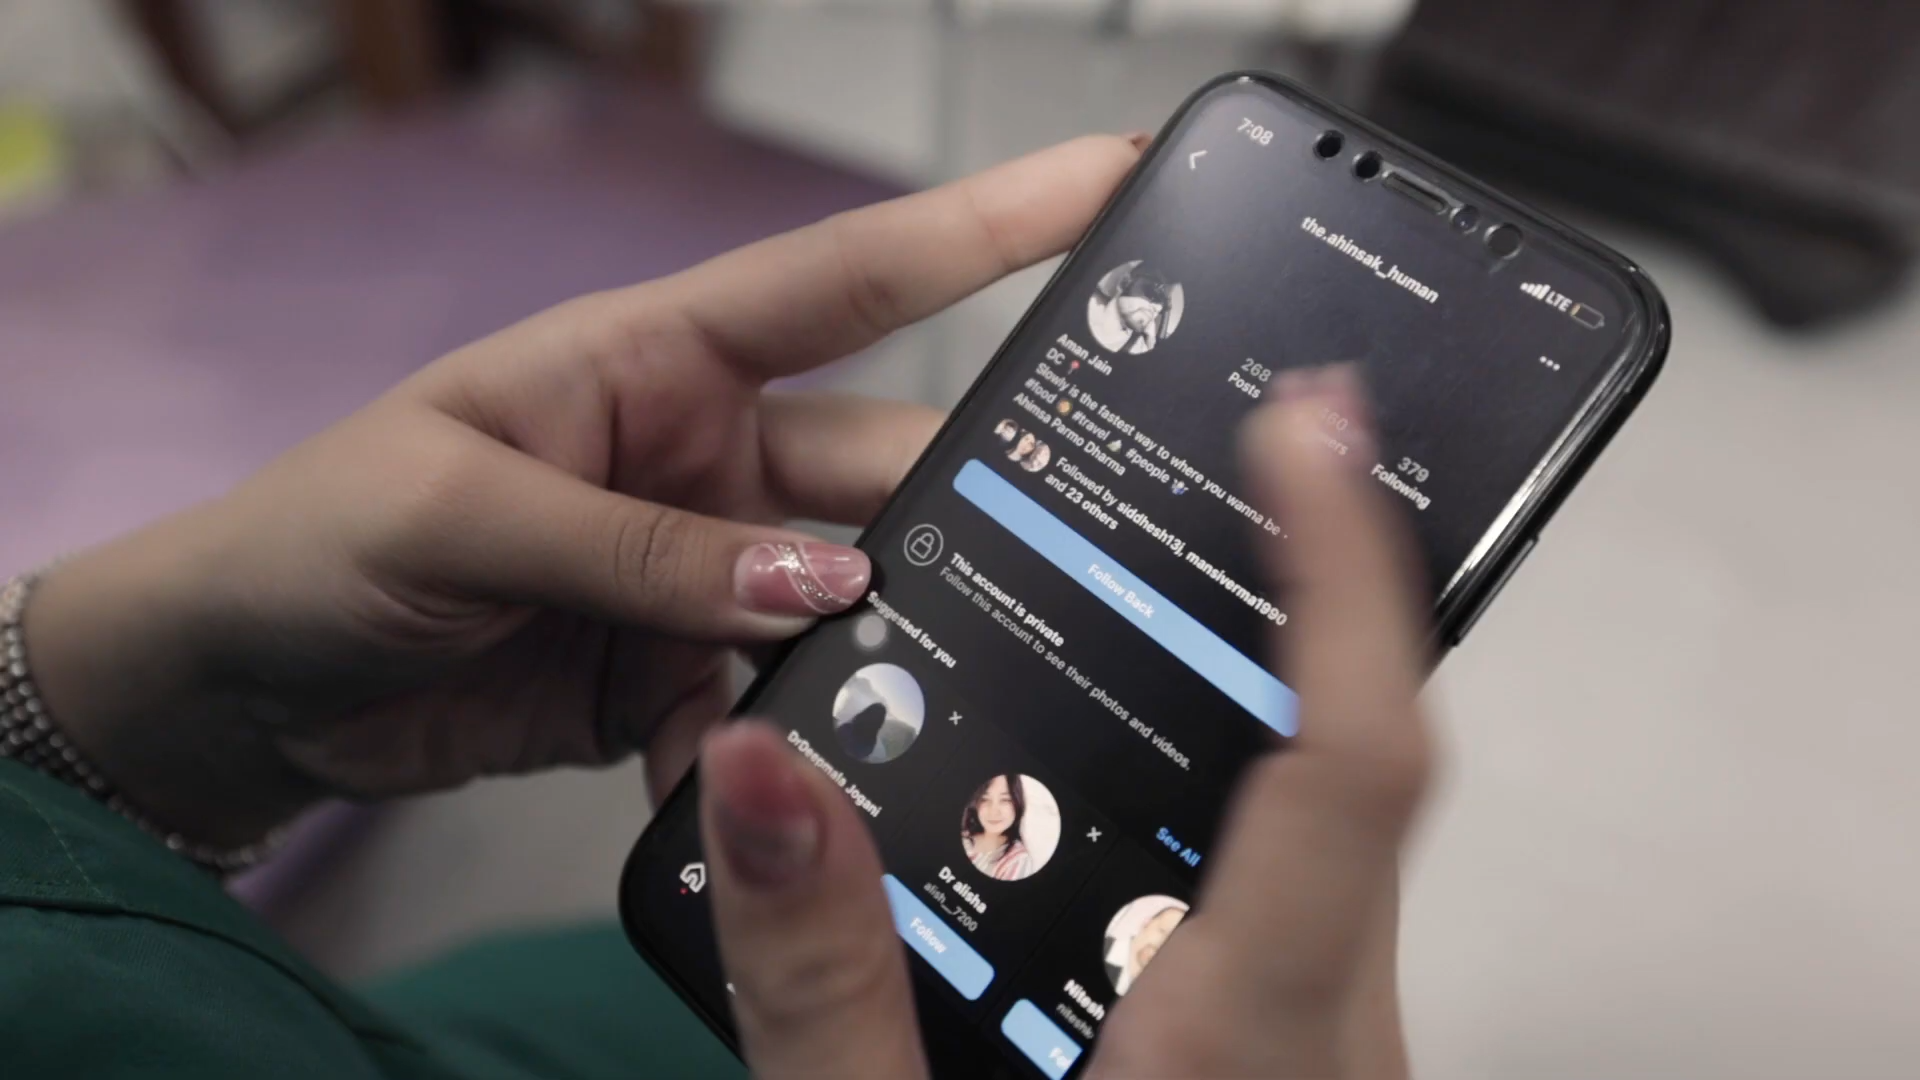 7:08
LTE
the.ahinsak_human
268
Posts
379
Following
Aman Jain
DC
Slowly is the fastest way to where you wanna be .
#food #travel #people
Ahimsa Parmo Dharma
Followed by siddhesh13j, mansiverma1990
and 23 others
Follow Back
This account is private
Follow this account to see their photos and videos.
Suggested for you
See All
DrDeepmala Jogani
Dr alisha
alish__7200
Follow
Nitesh